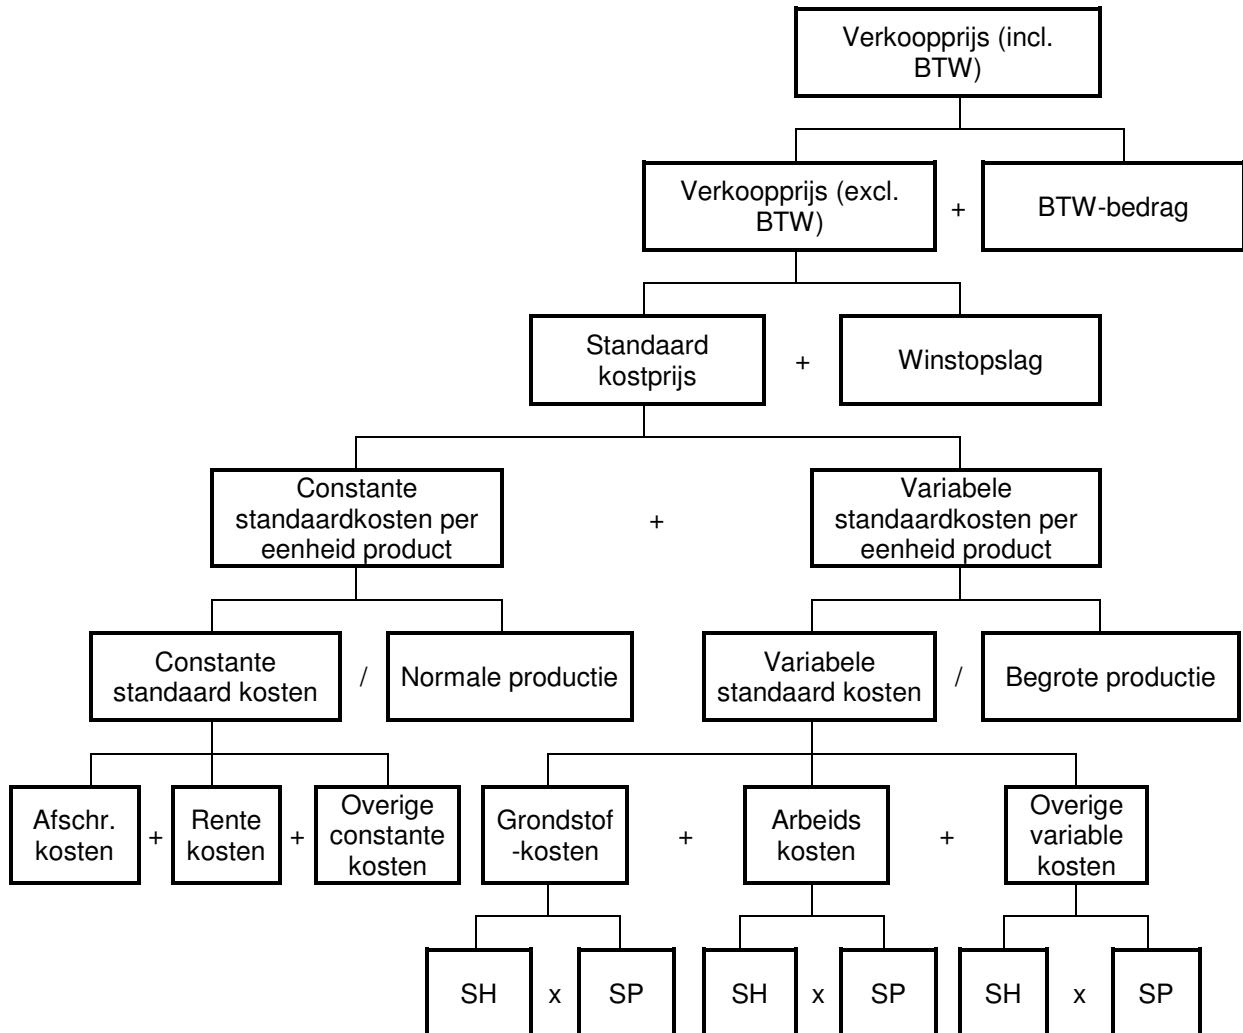 Verkoopprijs (incl.
BTW)
Verkoopprijs (excl.
BTW)
+
BTW-bedrag
Standaard
kostprijs
+
Winstopslag
Constante
standaardkosten per
eenheid product
+
Variabele
standaardkosten per
eenheid product
Constante
standaard kosten
/
Normale productie
Variabele
standaard kosten
/
Begrote productie
Afschr.
kosten
+
Rente
kosten
+
Overige
constante
kosten
Grondstof
-kosten
+
Arbeids
kosten
+
Overige
variable
kosten
SH
x
SP
SH
x
SP
SH
x
SP